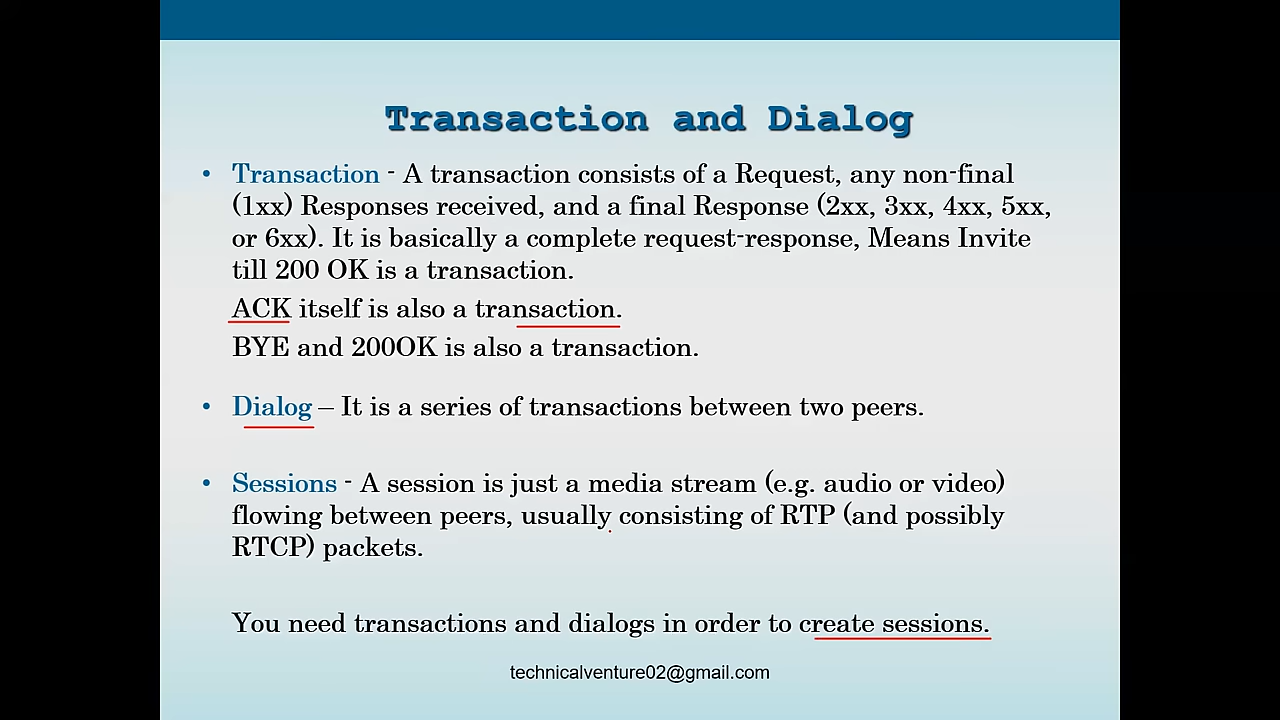 Transaction and Dialog
• Transaction - A transaction consists of a Request, any non-final
(1xx) Responses received, and a final Response (2xx, 3xx, 4xx, 5xx,
or 6xx). It is basically a complete request-response, Means Invite
till 200 OK is a transaction.
ACK itself is also a transaction.
BYE and 200OK is also a transaction.
• Dialog – It is a series of transactions between two peers.
• Sessions - A session is just a media stream (e.g. audio or video)
flowing between peers, usually consisting of RTP (and possibly
RTCP) packets.
You need transactions and dialogs in order to create sessions.
technicalventure02@gmail.com